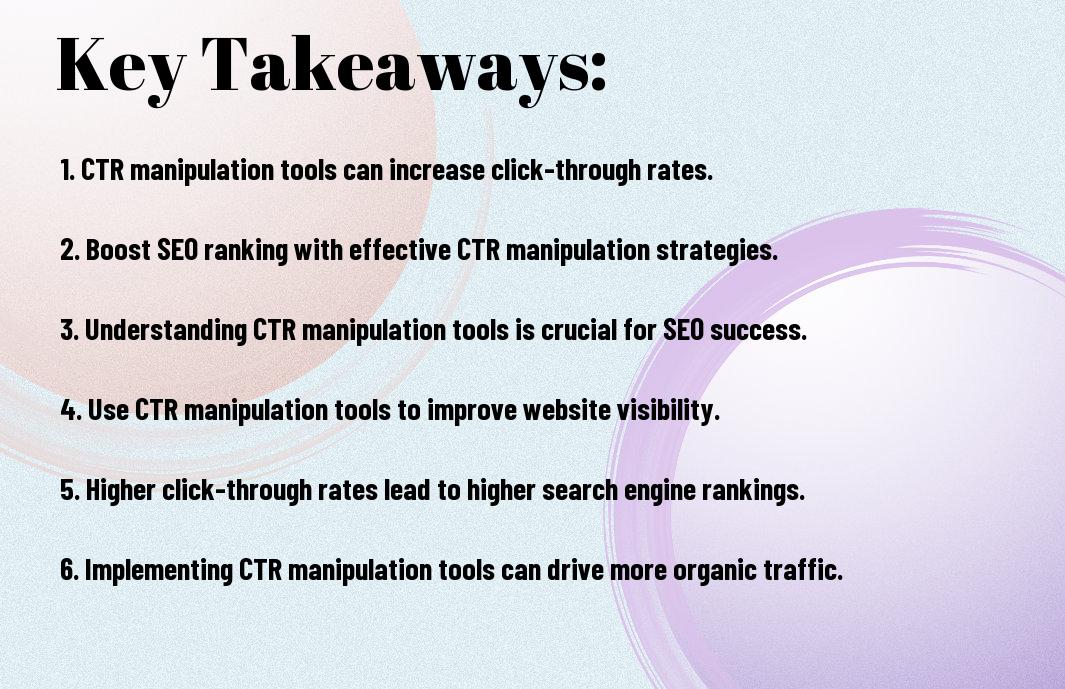 Key Takeaways:
1. CTR manipulation tools can increase click-through rates.
2. Boost SEO ranking with effective CTR manipulation strategies.
3. Understanding CTR manipulation tools is crucial for SEO success.
4. Use CTR manipulation tools to improve website visibility.
5. Higher click-through rates lead to higher search engine rankings.
6. Implementing CTR manipulation tools can drive more organic traffic.